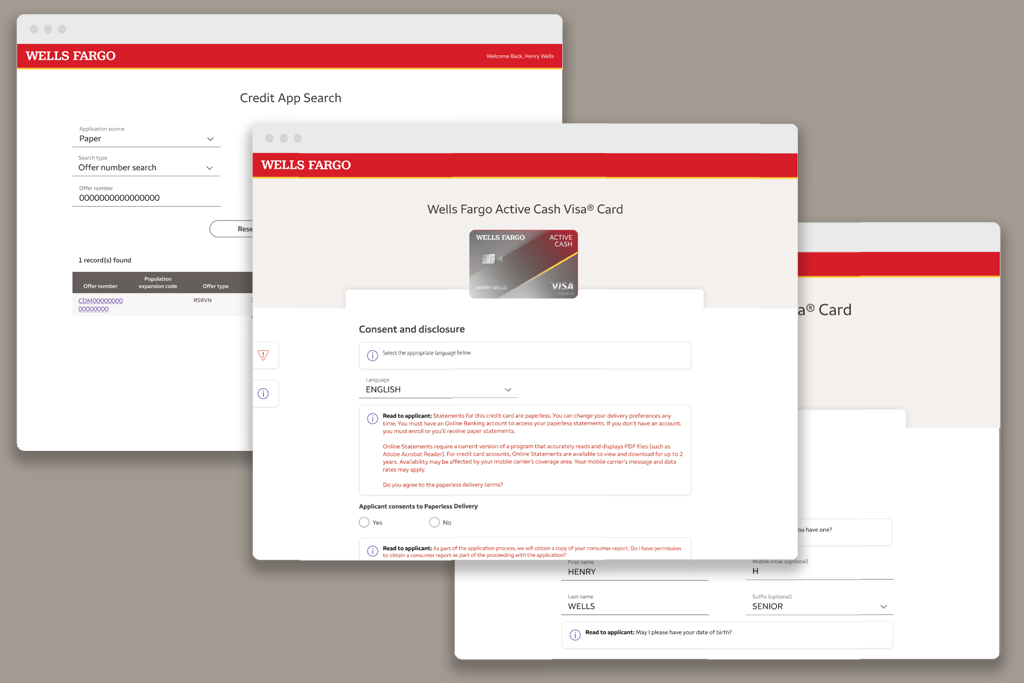 WELLS FARGO
Welcome Back, Henry Wells
Credit App Search
Application source
Paper
Search type
Offer number search
Offer number
0000000000000000
Rese
1 record(s) found
Offer number
Population
expansion code
Offer type
CDM00000000
00000000
RSRVN
WELLS FARGO
Wells Fargo Active Cash Visa® Card
WELLS FARGO
ACTIVE
CASH
HENRY WELLS
VISA
Consent and disclosure
Select the appropriate language below
Language
ENGLISH
Read to applicant: Statements for this credit card are paperless. You can change your delivery preferences any
time. You must have an Online Banking account to access your paperless statements. If you don't have an account,
you must enroll or you'll receive paper statements.
Online Statements require a current version of a program that accurately reads and displays PDF files (such as
Adobe Acrobat Reader). For credit card accounts, Online Statements are available to view and download for up to 2
years. Availability may be affected by your mobile carrier's coverage area. Your mobile carrier's message and data
rates may apply.
Do you agree to the paperless delivery terms?
Applicant consents to Paperless Delivery
Yes
No
Read to applicant: As part of the application process, we will obtain a copy of your consumer report. Do I have permission
to obtain a consumer report as part of the proceeding with the application?
a® Card
ou have one?
First name
HENRY
Middle initial (optional)
H
Last name
WELLS
Suffix (optional)
SENIOR
Read to applicant: May I please have your date of birth?